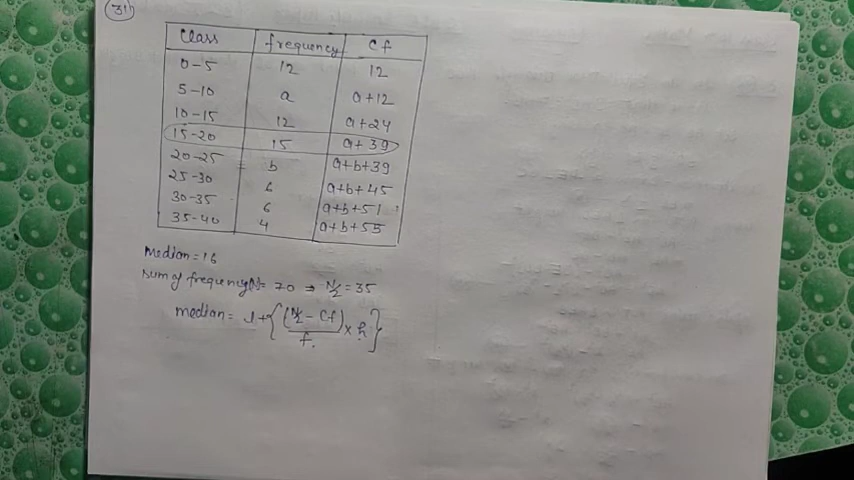 31
Class frequency Cf
0-5 12 12
5-10 a a+12
10-15 12 a+24
15-20 15 a+39
20-25 b a+b+39
25-30 6 a+b+45
30-35 6 a+b+51
35-40 4 a+b+55
Median = 16
sum of frequency(N)= 70 ⇒ N/2 = 35
median = l + { (N/2 - Cf)/f × h }